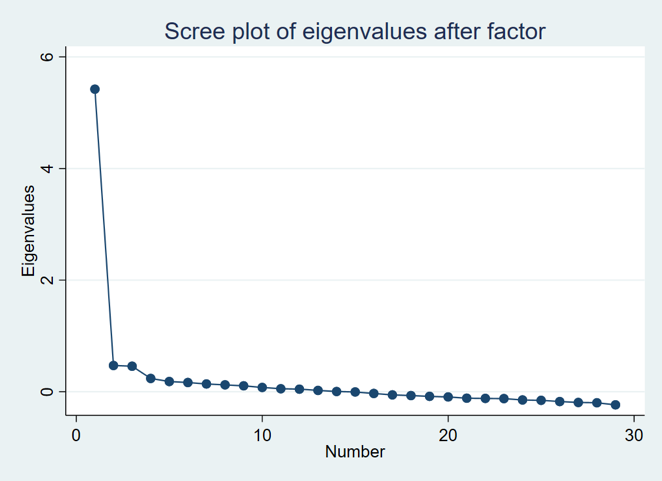 Scree plot of eigenvalues after factor
6
4
2
0
Eigenvalues
0 10 20 30
Number